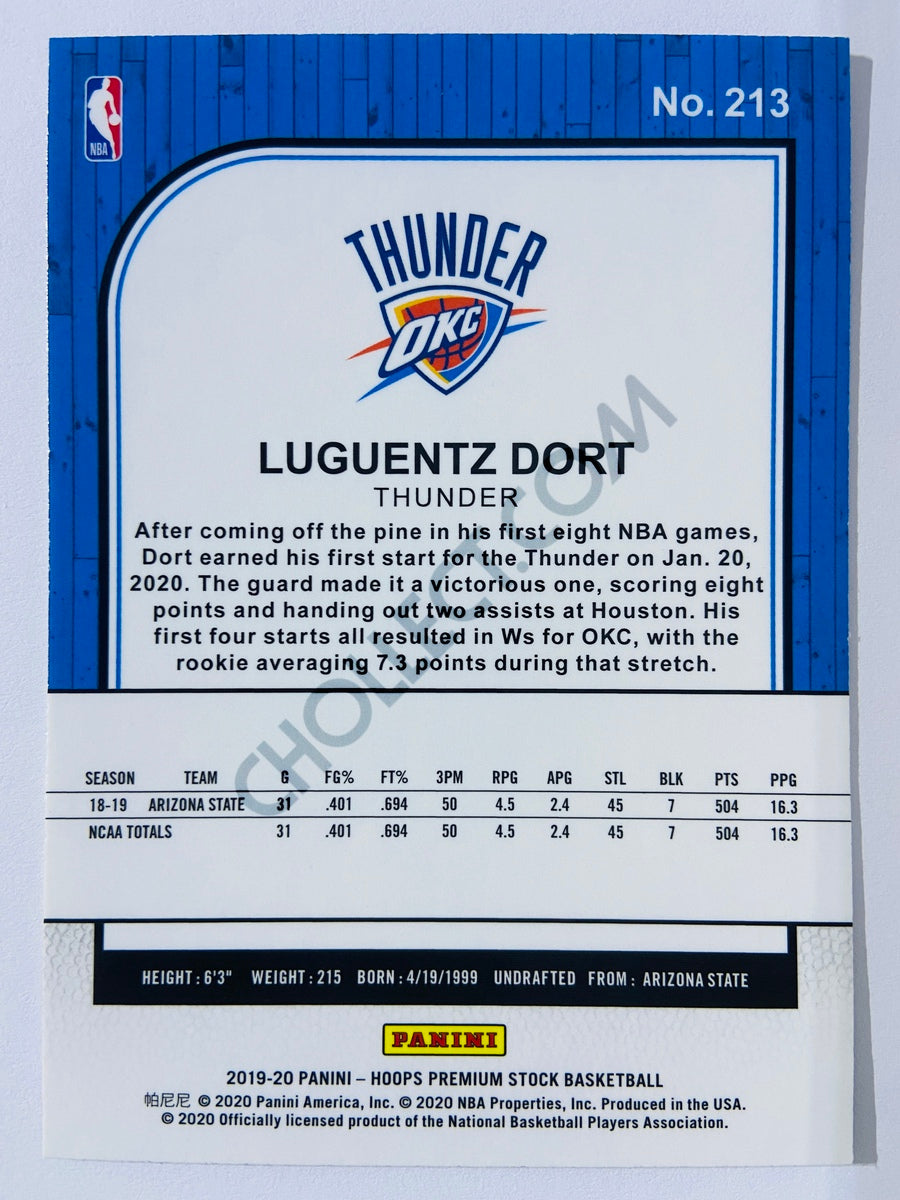 NBA
No. 213
THUNDER
OKC
LUGUENTZ DORT
THUNDER
After coming off the pine in his first eight NBA games,
Dort earned his first start for the Thunder on Jan. 20,
2020. The guard made it a victorious one, scoring eight
points and handing out two assists at Houston. His
first four starts all resulted in Ws for OKC, with the
rookie averaging 7.3 points during that stretch.
CHOLLECT.COM
SEASON TEAM G FG% FT% 3PM RPG APG STL BLK PTS PPG
18-19 ARIZONA STATE 31 .401 .694 50 4.5 2.4 45 7 504 16.3
NCAA TOTALS 31 .401 .694 50 4.5 2.4 45 7 504 16.3
HEIGHT : 6'3" WEIGHT : 215 BORN : 4/19/1999 UNDRAFTED FROM : ARIZONA STATE
PANINI
2019-20 PANINI – HOOPS PREMIUM STOCK BASKETBALL
帕尼尼 © 2020 Panini America, Inc. © 2020 NBA Properties, Inc. Produced in the USA.
© 2020 Officially licensed product of the National Basketball Players Association.